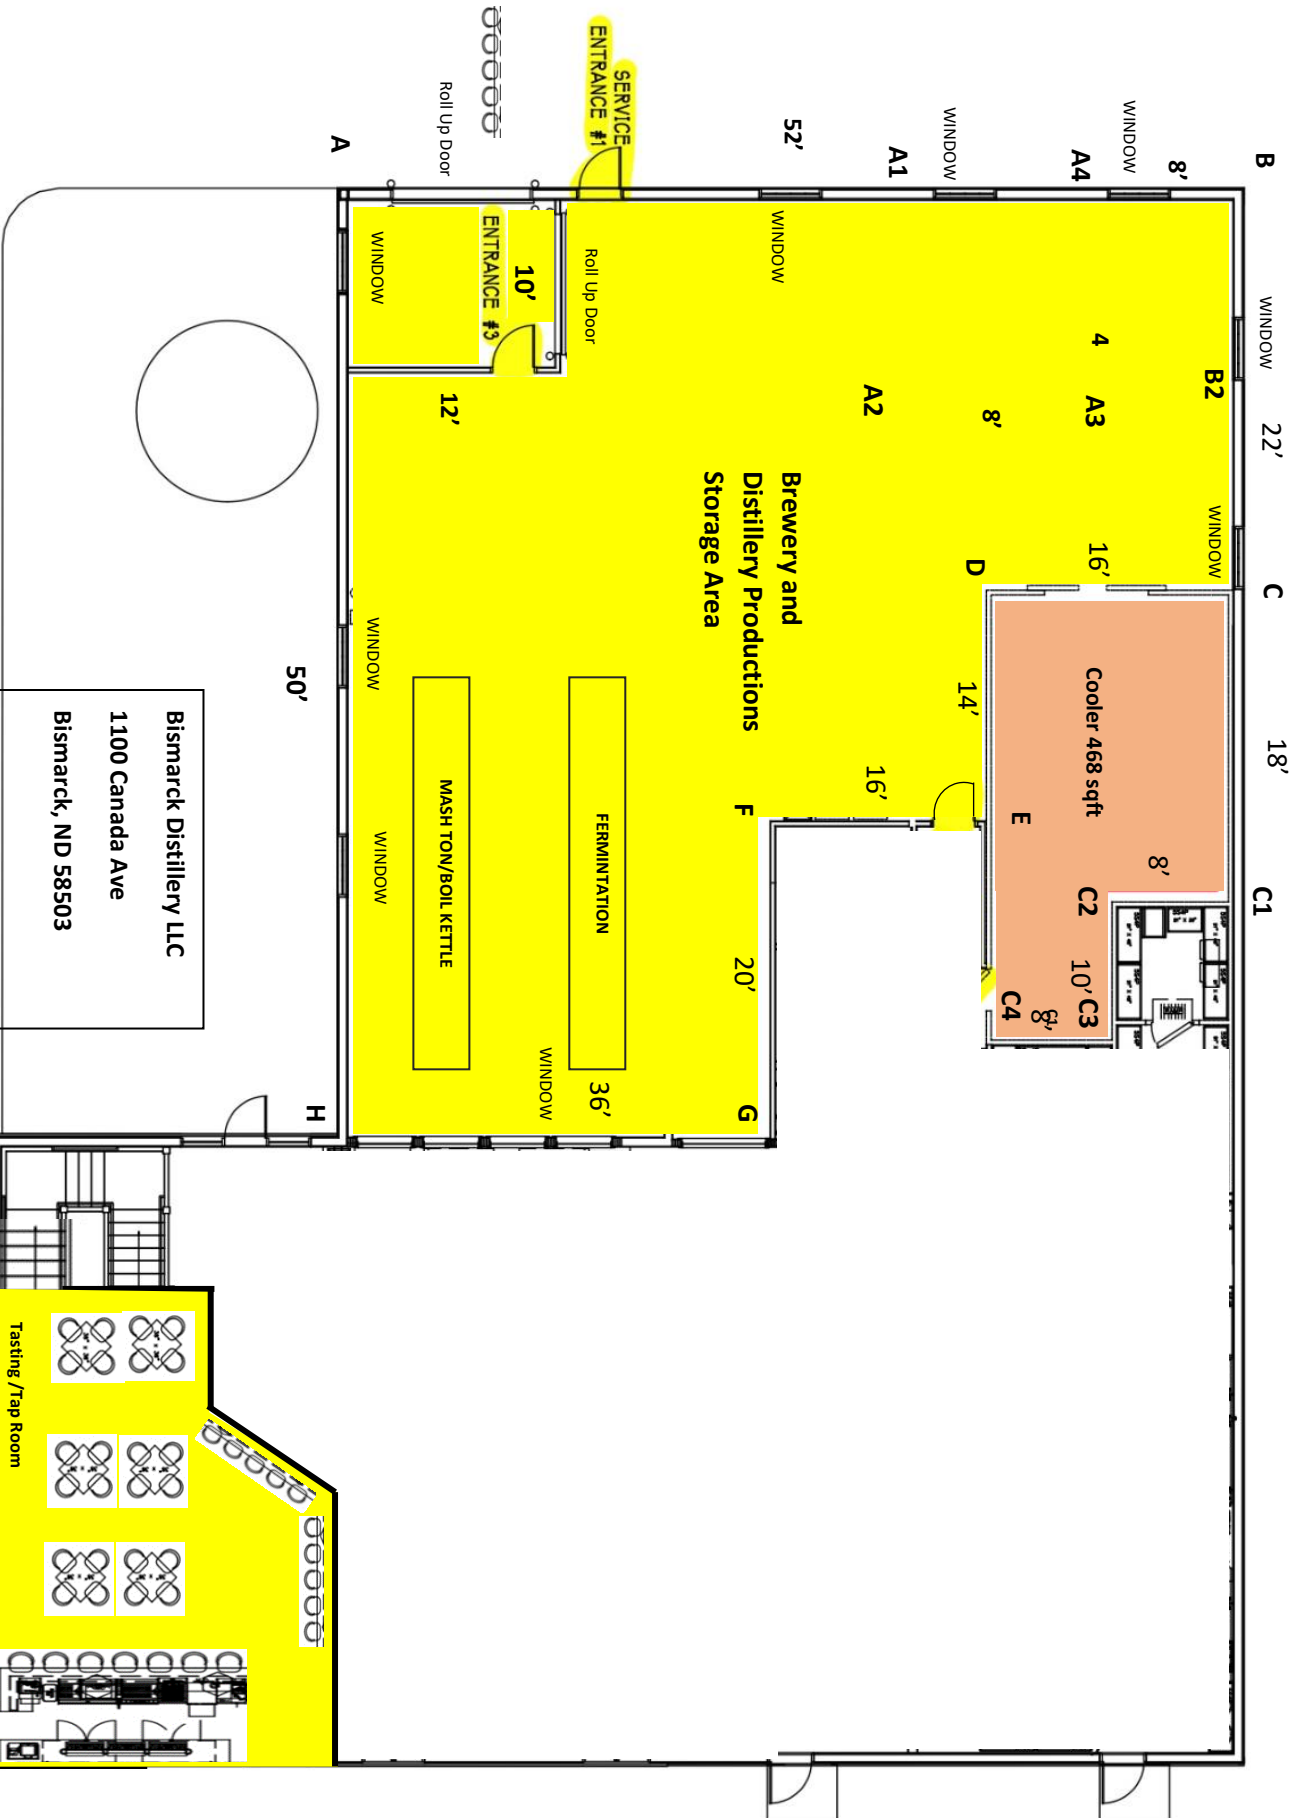 B
C
C1
WINDOW
22'
18'
WINDOW
8'
B2
WINDOW
A4
4
A3
16'
Cooler 468 sqft
8'
C2
10'
C3
WINDOW
8'
D
14'
E
C4
8'
A1
A2
16'
52'
WINDOW
Brewery and
Distillery Productions
Storage Area
F
20'
G
SERVICE
ENTRANCE #1
Roll Up Door
FERMINTATION
36'
WINDOW
10'
ENTRANCE #3
Roll Up Door
12'
MASH TON/BOIL KETTLE
WINDOW
WINDOW
WINDOW
A
50'
H
Bismarck Distillery LLC
1100 Canada Ave
Bismarck, ND 58503
Tasting /Tap Room